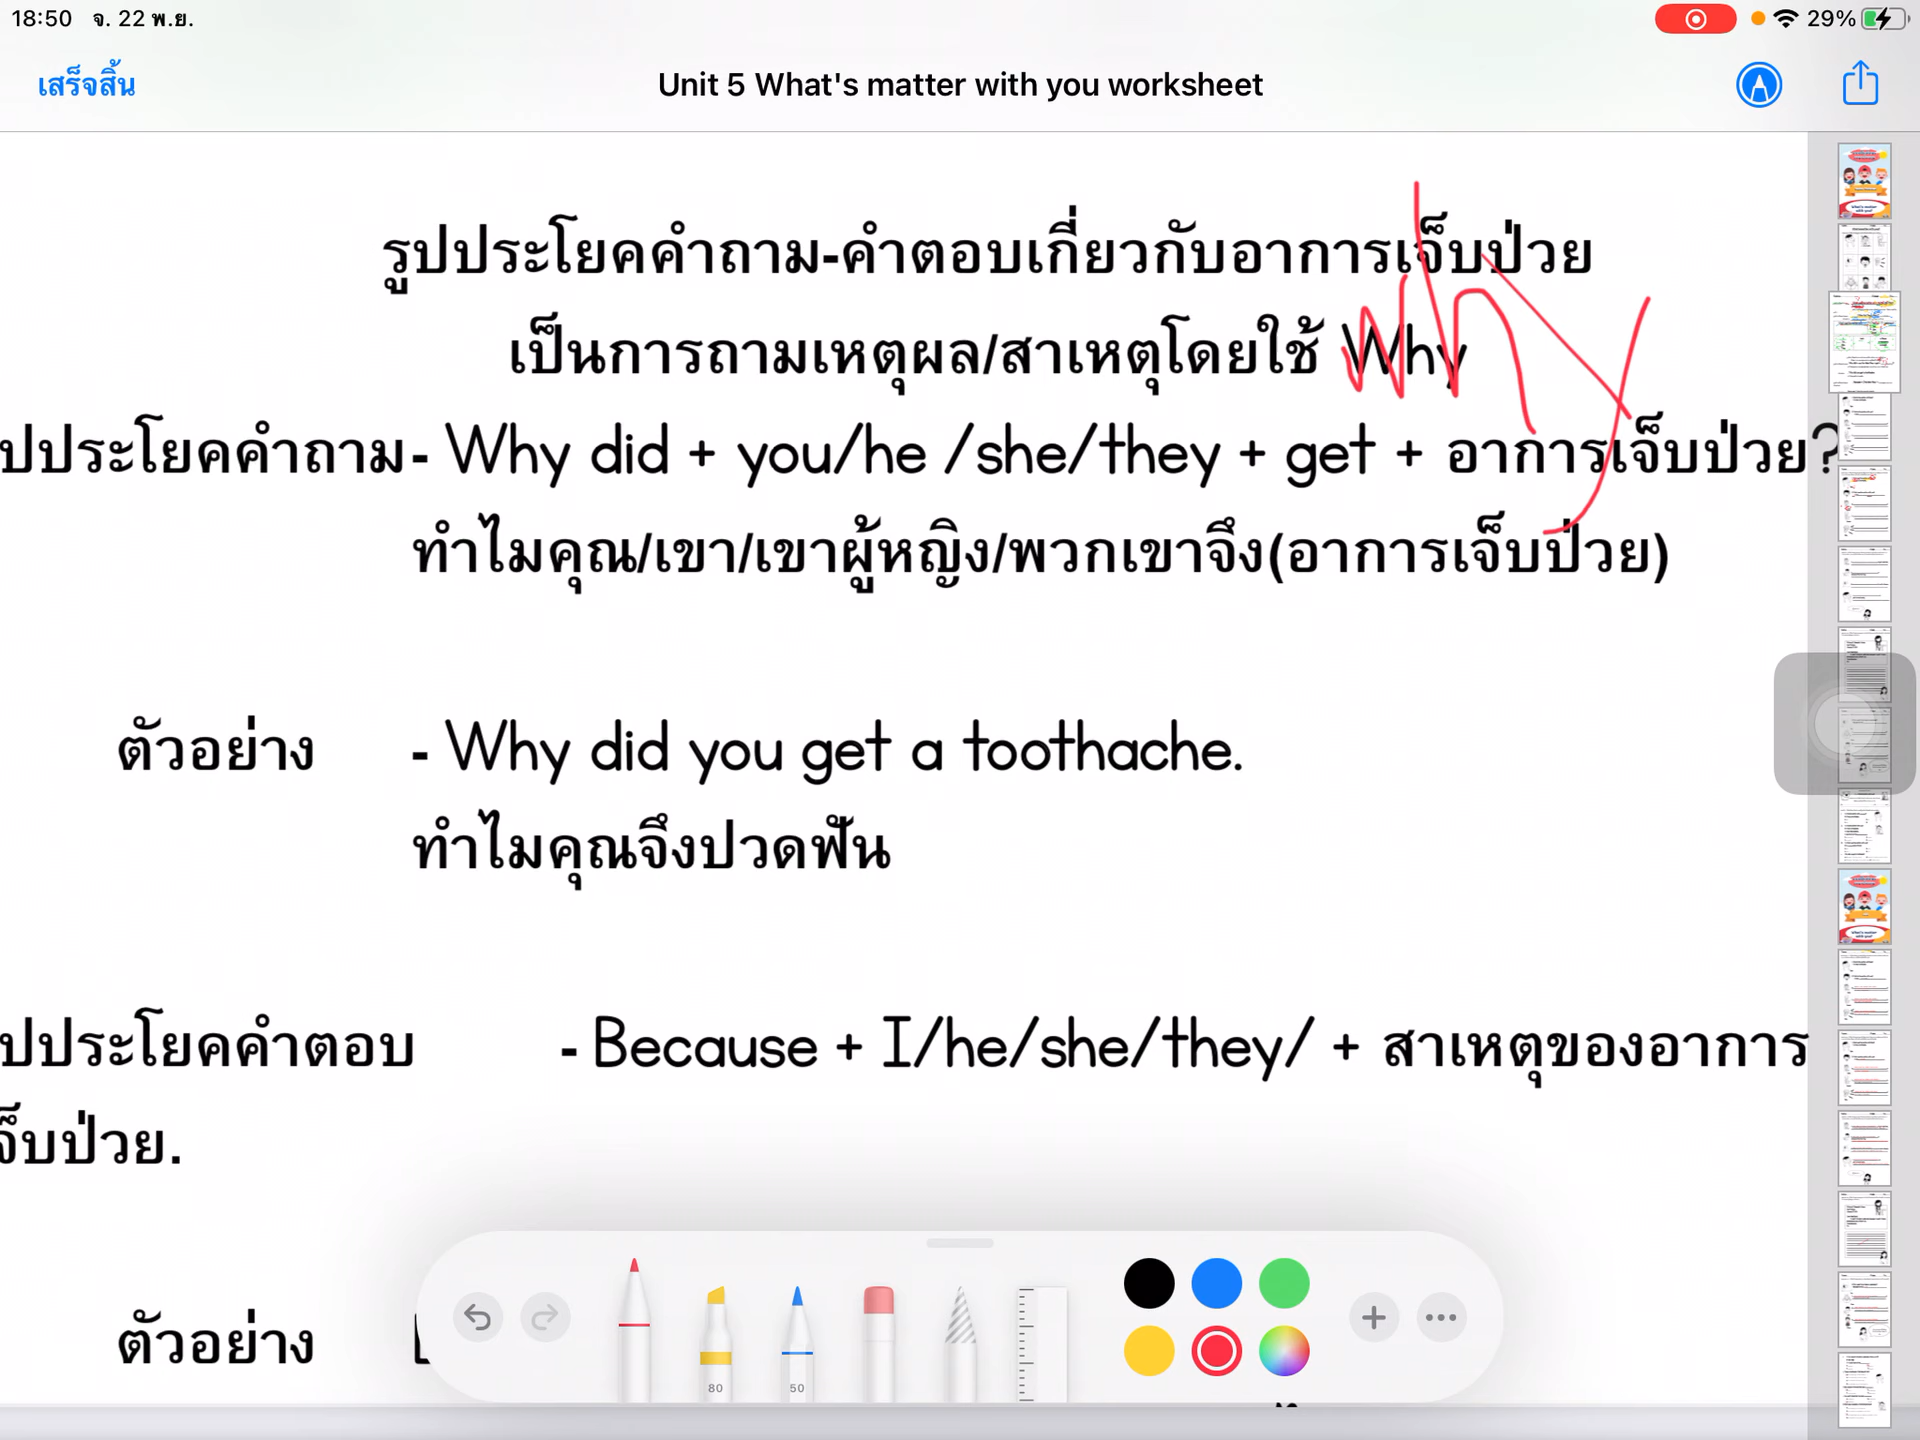 18:50 จ. 22 พ.ย. 29%
เสร็จสิ้น Unit 5 What's matter with you worksheet
รูปประโยคคำถาม-คำตอบเกี่ยวกับอาการเจ็บป่วย
เป็นการถามเหตุผล/สาเหตุโดยใช้ Why
why
ปประโยคคำถาม- Why did + you/he /she/they + get + อาการเจ็บป่วย?
ทำไมคุณ/เขา/เขาผู้หญิง/พวกเขาจึง(อาการเจ็บป่วย)
ตัวอย่าง - Why did you get a toothache.
ทำไมคุณจึงปวดฟัน
ปประโยคคำตอบ - Because + I/he/she/they/ + สาเหตุของอาการ
จ็บป่วย.
ตัวอย่าง
80 50